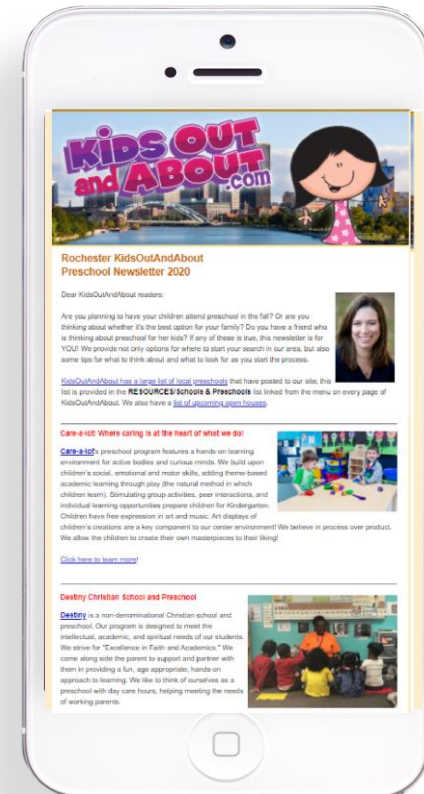 KiDS OUT
and ABOUT
.com
Rochester KidsOutAndAbout
Preschool Newsletter 2020
Dear KidsOutAndAbout readers:
Are you planning to have your children attend preschool in the fall? Or are you
thinking about whether it's the best option for your family? Do you have a friend who
is thinking about preschool for her kids? If any of these is true, this newsletter is for
YOU! We provide not only options for where to start your search in our area, but also
some tips for what to think about and what to look for as you start the process.
KidsOutAndAbout has a large list of local preschools that have posted to our site; this
list is provided in the RESOURCES/Schools & Preschools list linked from the menu on every page of
KidsOutAndAbout. We also have a list of upcoming open houses.
Care-a-lot: Where caring is at the heart of what we do!
Care-a-lot's preschool program features a hands-on learning
environment for active bodies and curious minds. We build upon
children's social, emotional and motor skills, adding theme-based
academic learning through play (the natural method in which
children learn). Stimulating group activities, peer interactions, and
individual learning opportunities prepare children for Kindergarten.
Children have free expression in art and music. Art displays of
children's creations are a key component to our center environment! We believe in process over product.
We allow the children to create their own masterpieces to their liking!
Click here to learn more!
Destiny Christian School and Preschool
Destiny is a non-denominational Christian school and
preschool. Our program is designed to meet the
intellectual, academic, and spiritual needs of our students.
We strive for "Excellence in Faith and Academics." We
come along side the parent to support and partner with
them in providing a fun, age appropriate, hands-on
approach to learning. We like to think of ourselves as a
preschool with day care hours, helping meeting the needs
of working parents.